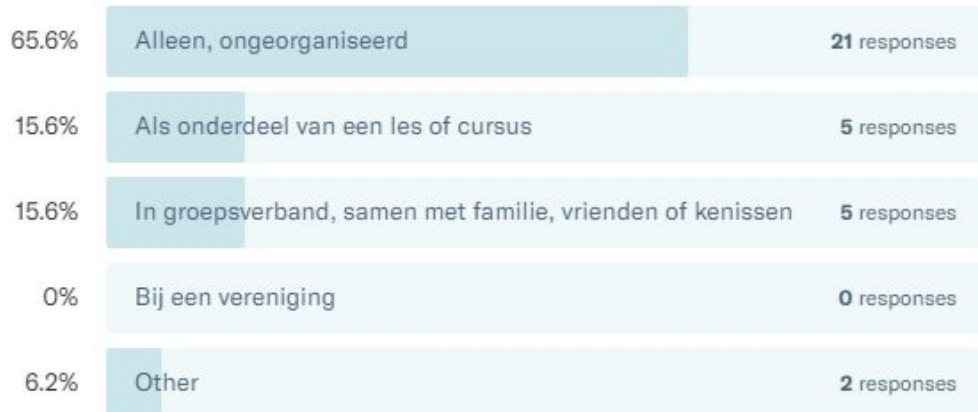 65.6% Alleen, ongeorganiseerd 21 responses
15.6% Als onderdeel van een les of cursus 5 responses
15.6% In groepsverband, samen met familie, vrienden of kenissen 5 responses
0% Bij een vereniging 0 responses
6.2% Other 2 responses